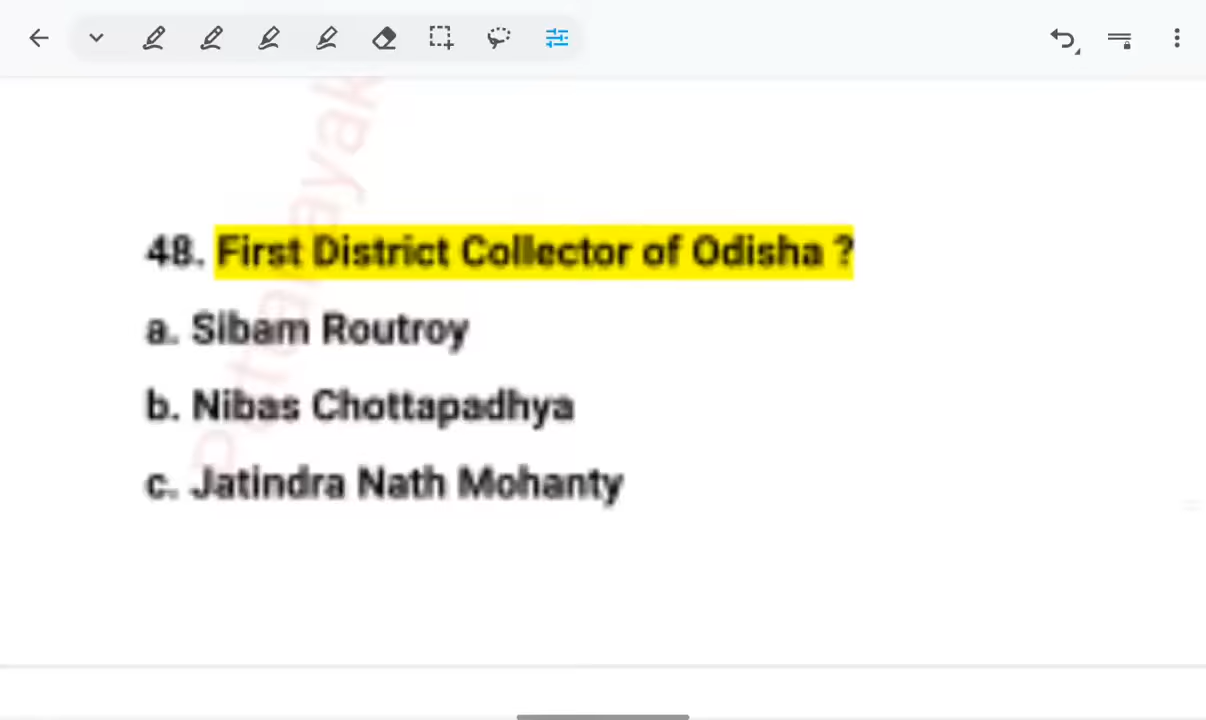 48. First District Collector of Odisha ?
a. Sibam Routroy
b. Nibas Chottapadhya
c. Jatindra Nath Mohanty